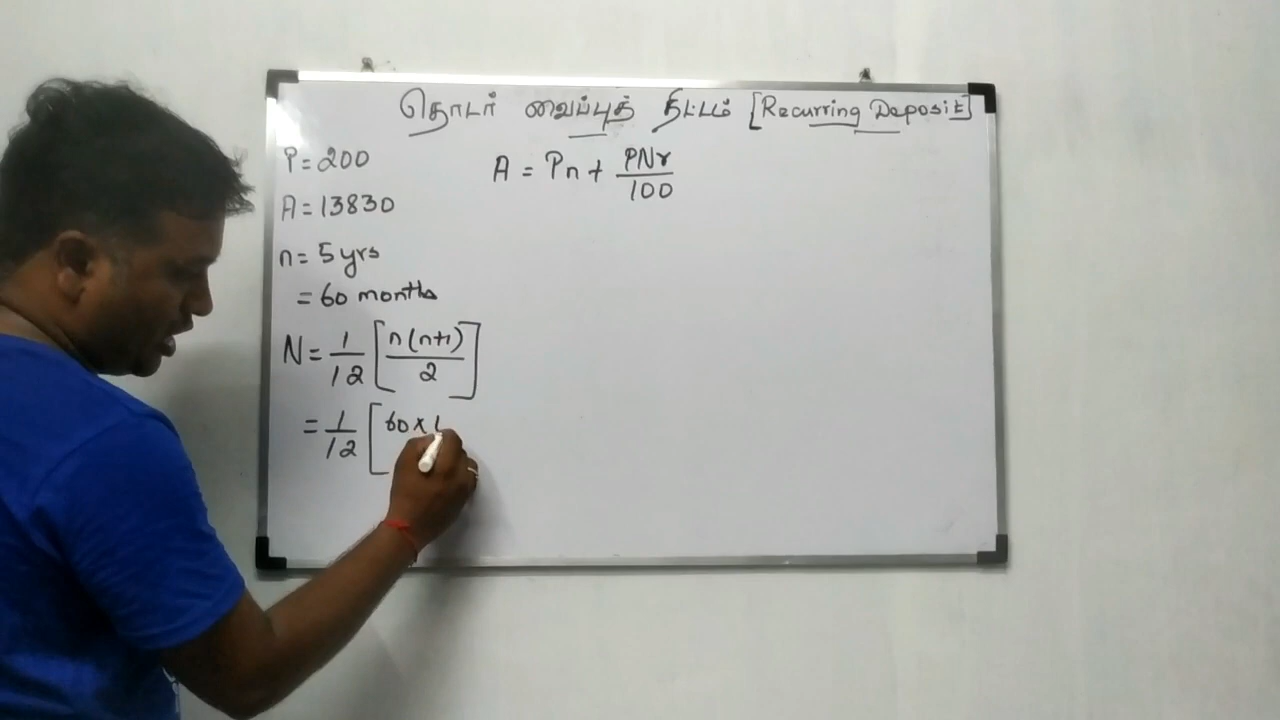 தொடர் வைப்புத் திட்டம் [Recurring Deposit]
P = 200
A = Pn + PNr/100
A = 13830
n = 5 yrs
= 60 months
N = 1/12 [n(n+1)/2]
= 1/12 [60 ×